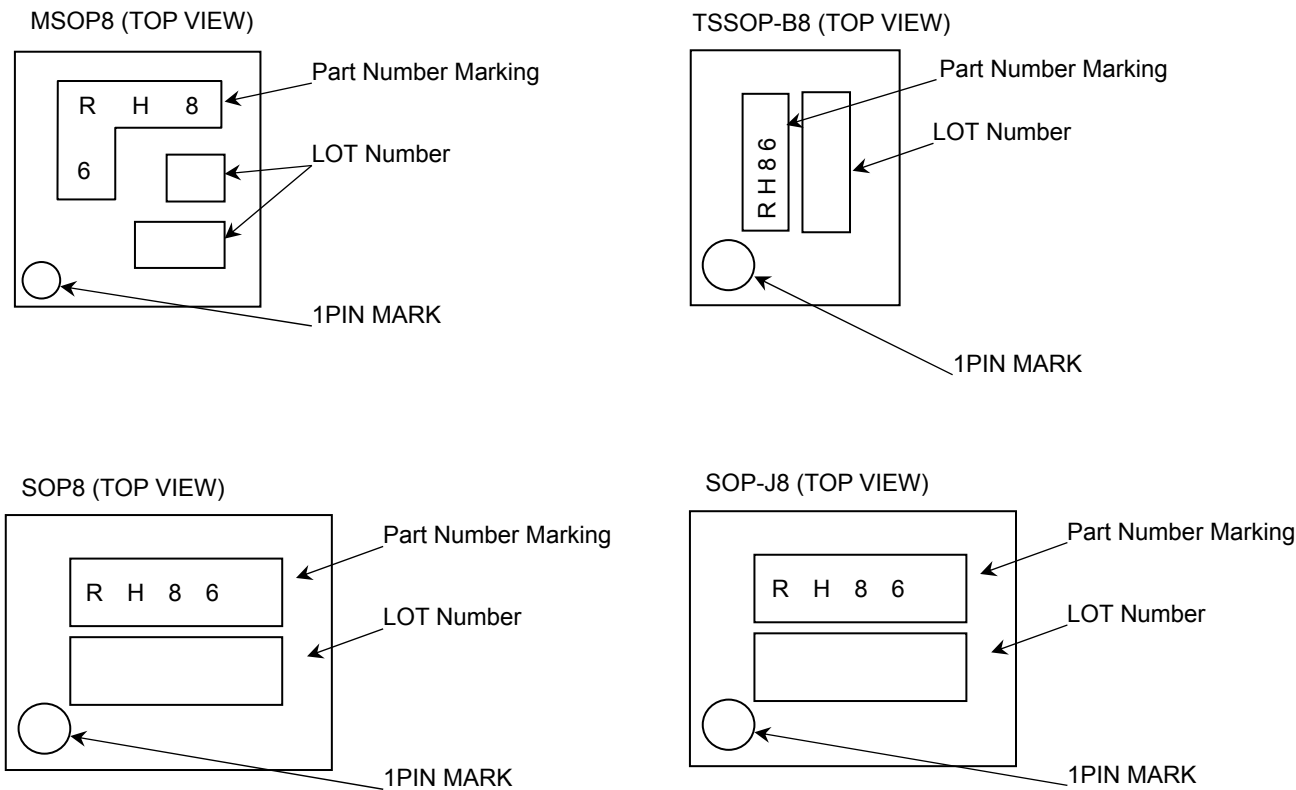 MSOP8 (TOP VIEW)
Part Number Marking
R H 8
6
LOT Number
1PIN MARK
TSSOP-B8 (TOP VIEW)
Part Number Marking
LOT Number
RH86
1PIN MARK
SOP8 (TOP VIEW)
Part Number Marking
R H 8 6
LOT Number
1PIN MARK
SOP-J8 (TOP VIEW)
Part Number Marking
R H 8 6
LOT Number
1PIN MARK